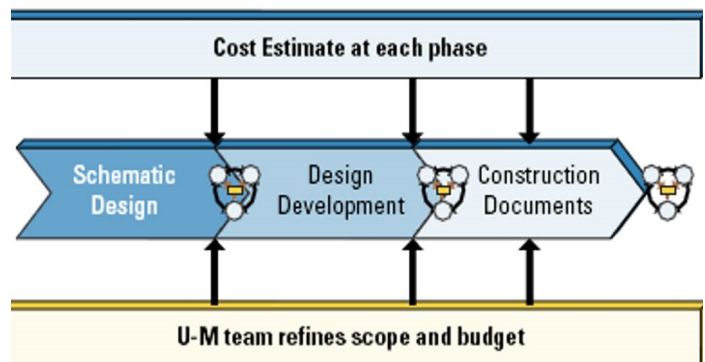 Cost Estimate at each phase
Schematic
Design
Design
Development
Construction
Documents
U-M team refines scope and budget